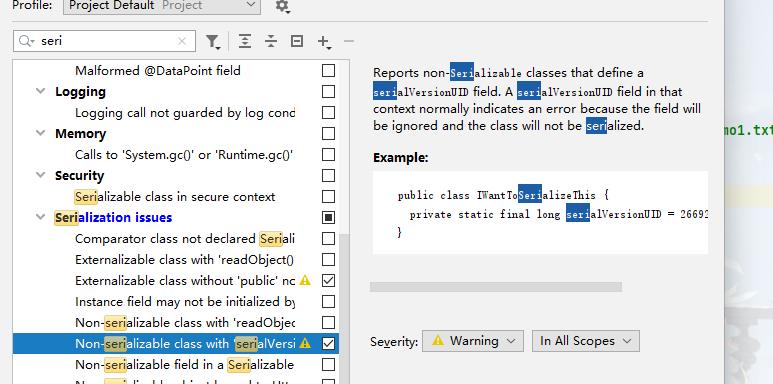 Profile: Project Default Project
seri
Malformed @DataPoint field
Logging
Logging call not guarded by log cond
Memory
Calls to 'System.gc()' or 'Runtime.gc()'
Security
Serializable class in secure context
Serialization issues
Comparator class not declared Seriali
Externalizable class with 'readObject()
Externalizable class without 'public' no
Instance field may not be initialized by
Non-serializable class with 'readObjec
Non-serializable class with 'serialVersi
Non-serializable field in a Serializable
Reports non-Serializable classes that define a
serialVersionUID field. A serialVersionUID field in that
context normally indicates an error because the field will
be ignored and the class will not be serialized.
Example:
public class IWantToSerializeThis {
private static final long serialVersionUID = 26692
}
Severity: Warning In All Scopes
mo1.txt